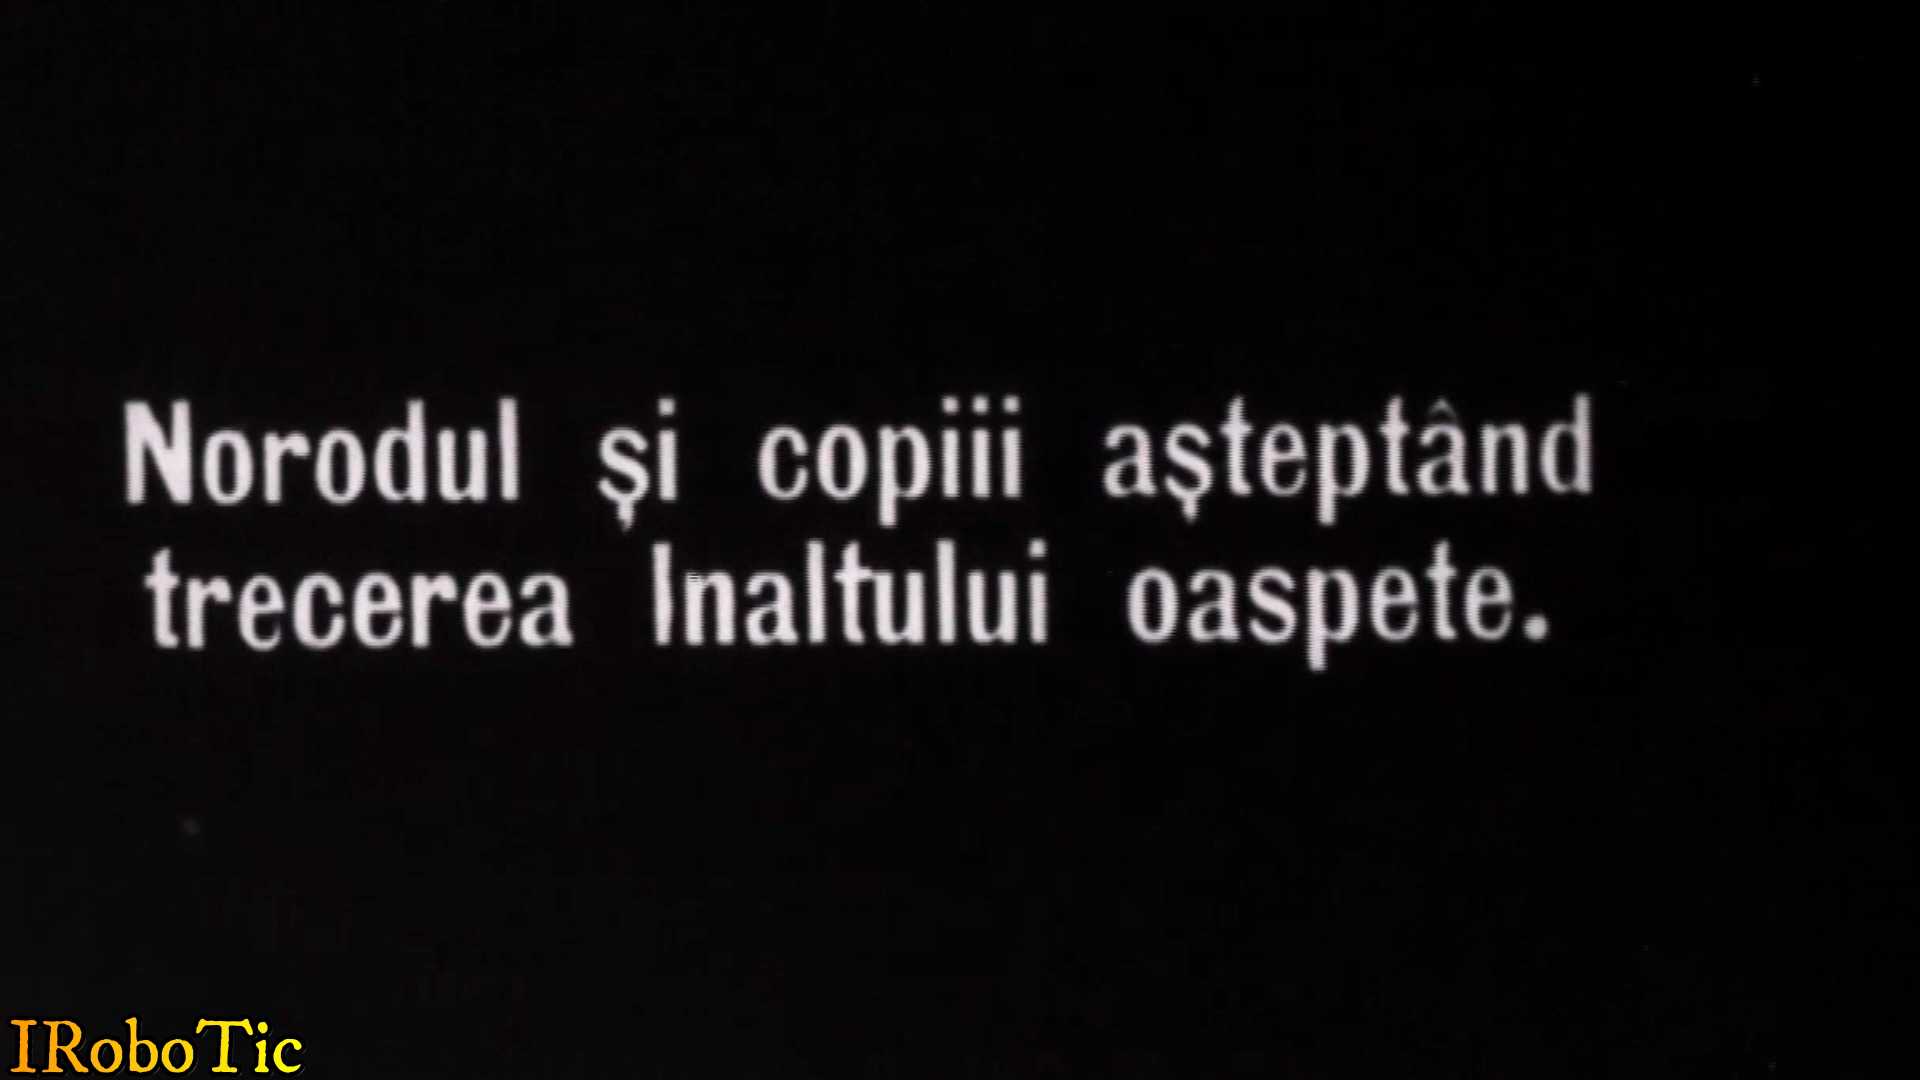 Norodul și copiii așteptând
trecerea Inaltului oaspete.
IRoboTic